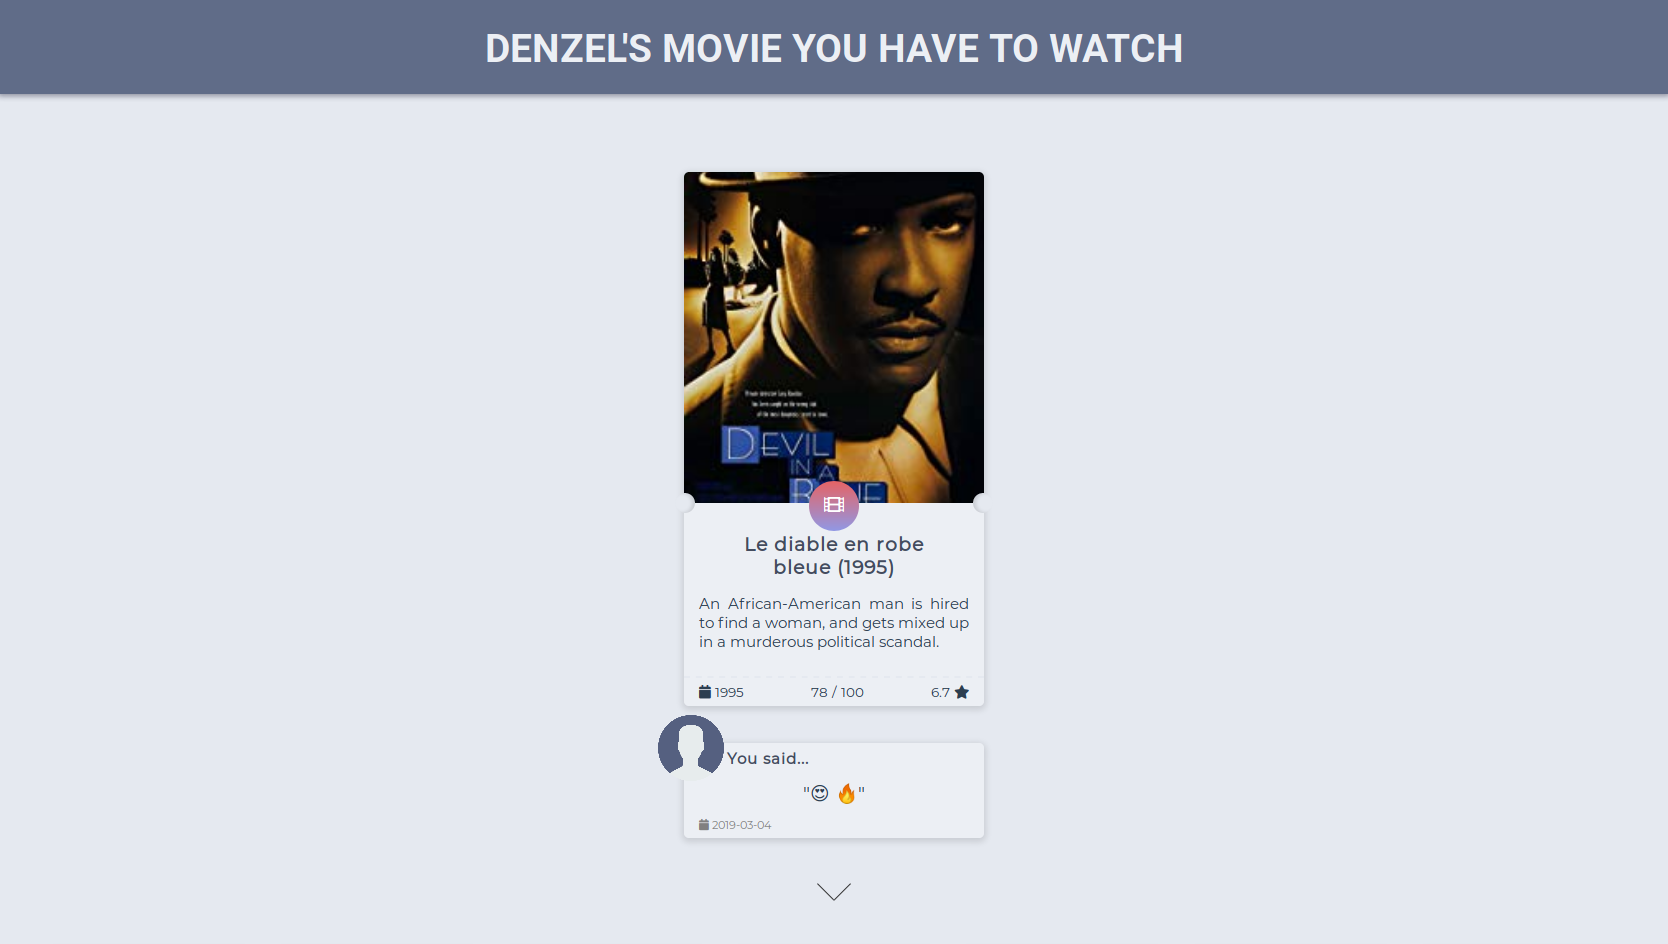 DENZEL'S MOVIE YOU HAVE TO WATCH
DEVIL
IN A
Le diable en robe
bleue (1995)
An African-American man is hired
to find a woman, and gets mixed up
in a murderous political scandal.
1995 78 / 100 6.7
You said...
"😍 🔥"
2019-03-04